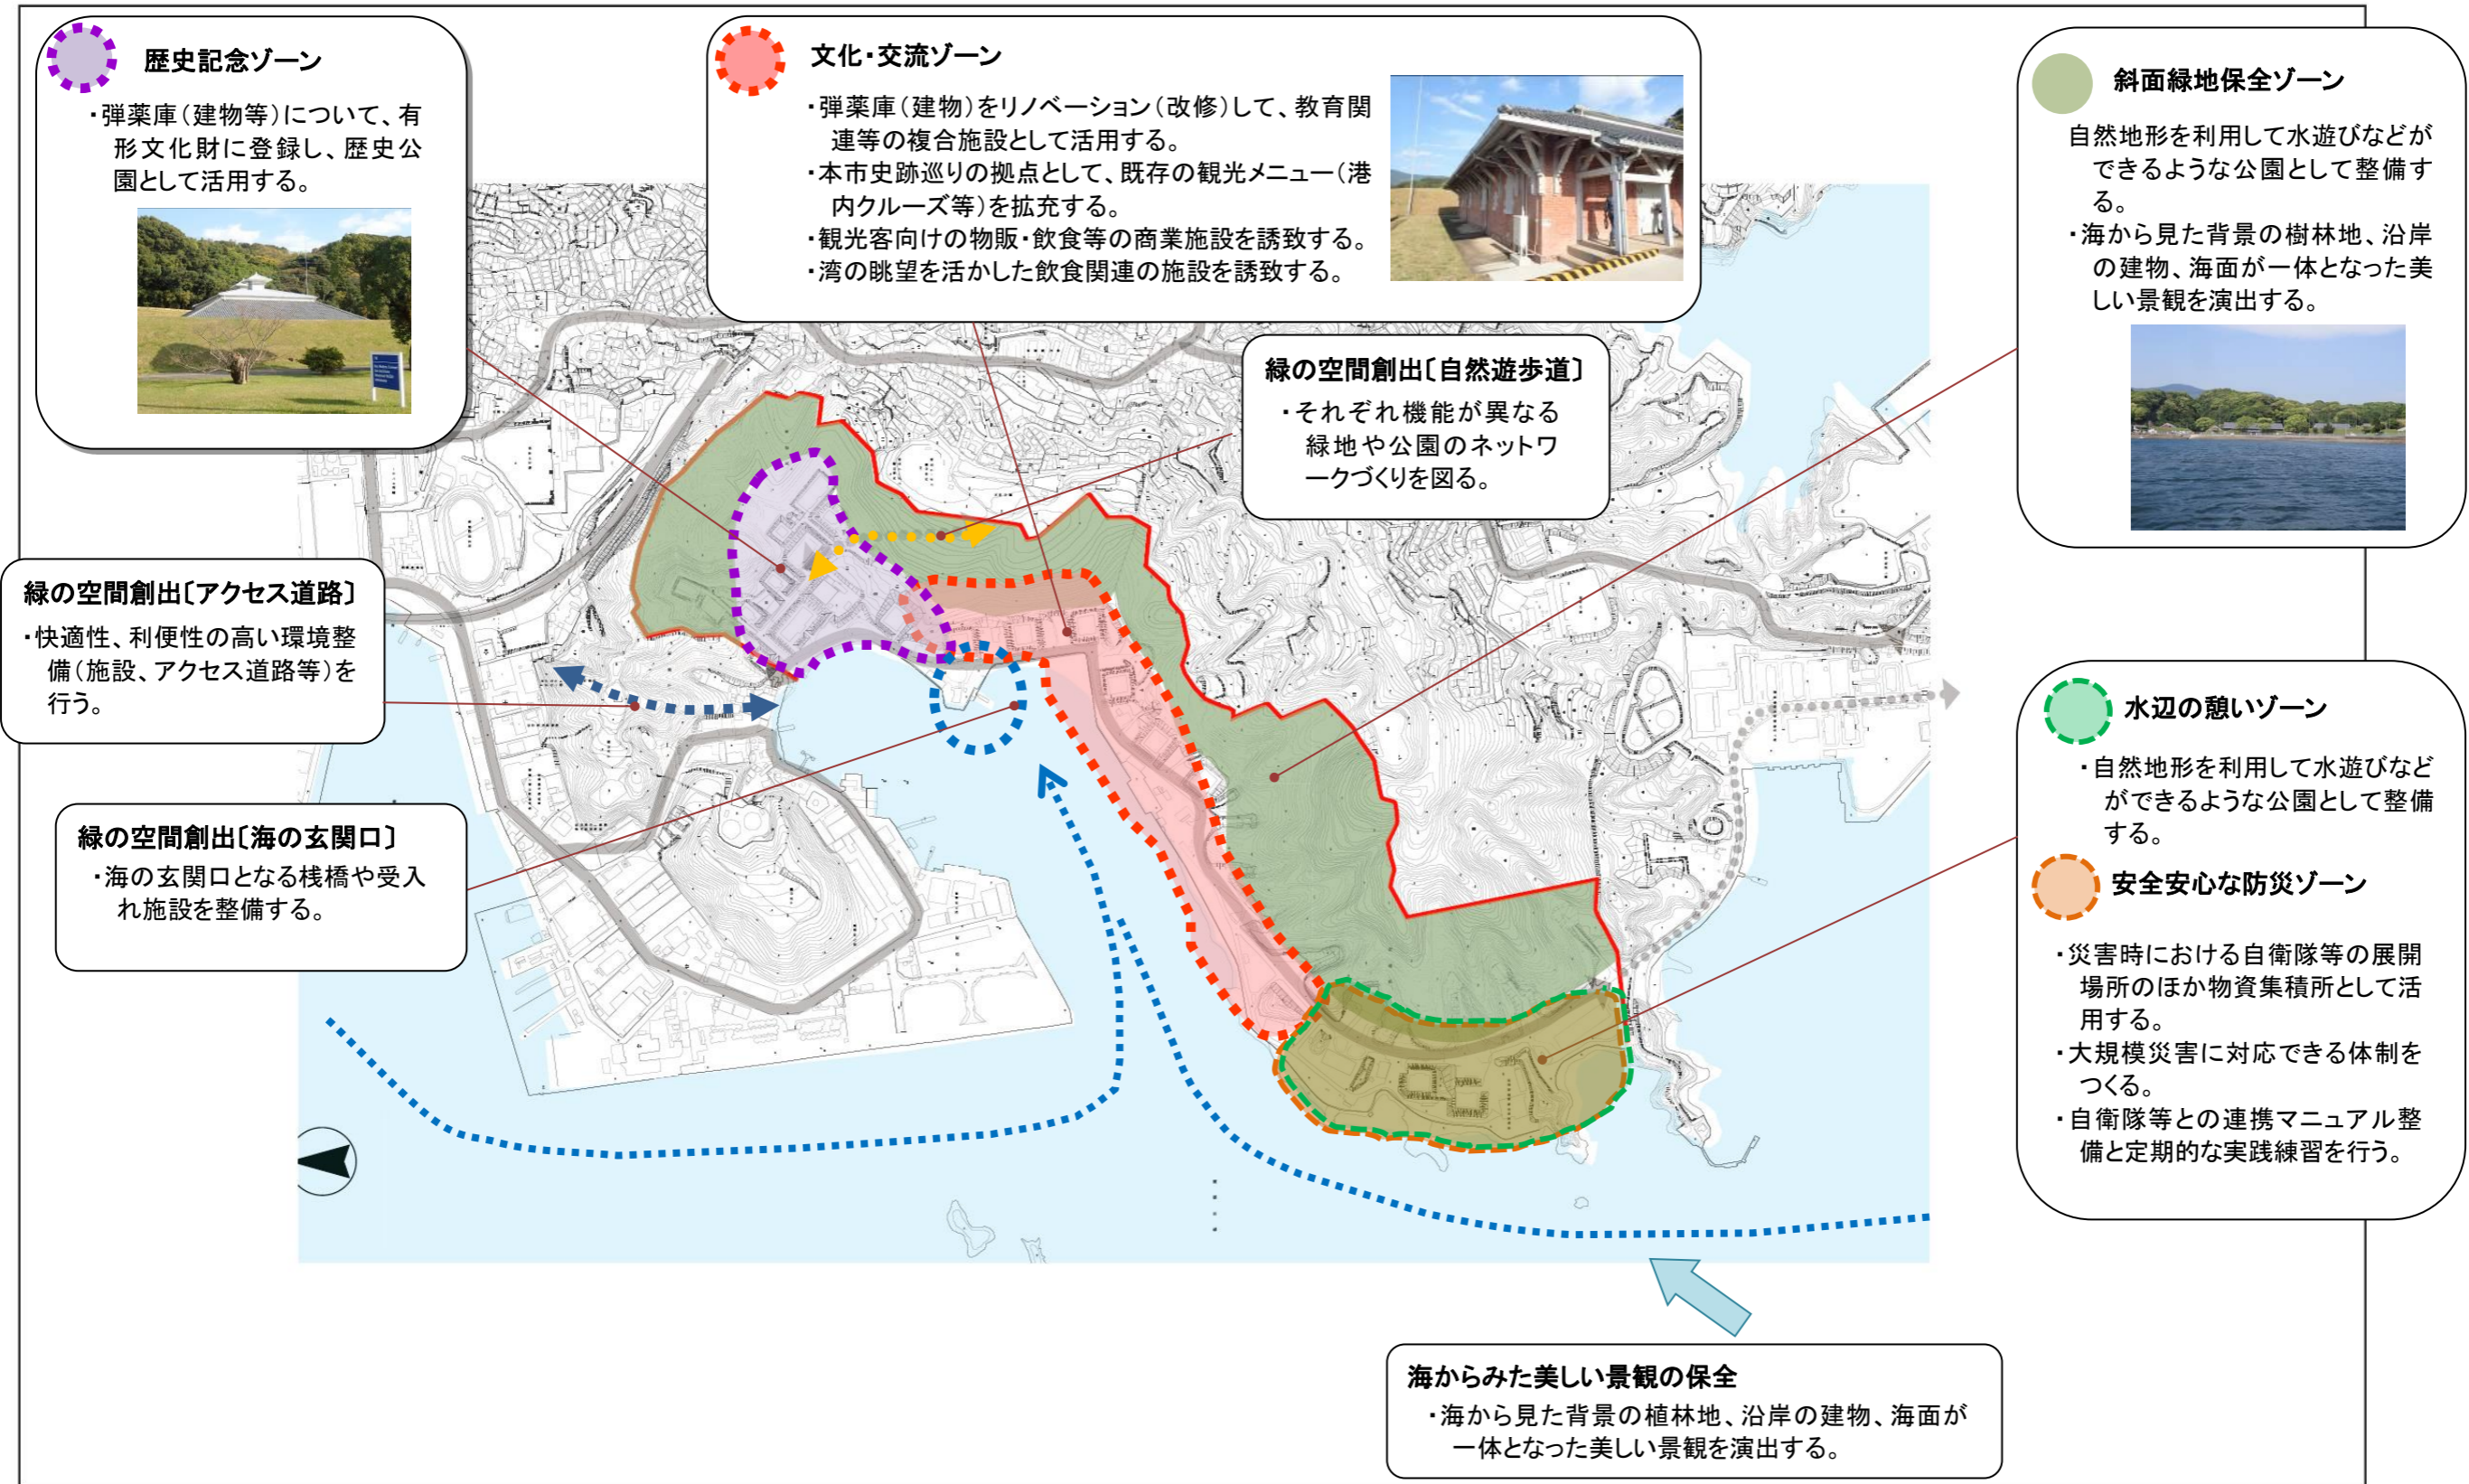 歴史記念ゾーン
・弾薬庫(建物等)について、有
形文化財に登録し、歴史公
園として活用する。
文化・交流ゾーン
・弾薬庫(建物)をリノベーション(改修)して、教育関
連等の複合施設として活用する。
・本市史跡巡りの拠点として、既存の観光メニュー(港
内クルーズ等)を拡充する。
・観光客向けの物販・飲食等の商業施設を誘致する。
・湾の眺望を活かした飲食関連の施設を誘致する。
斜面緑地保全ゾーン
自然地形を利用して水遊びなどが
できるような公園として整備す
る。
・海から見た背景の樹林地、沿岸
の建物、海面が一体となった美
しい景観を演出する。
緑の空間創出〔自然遊歩道〕
・それぞれ機能が異なる
緑地や公園のネットワ
ークづくりを図る。
緑の空間創出〔アクセス道路〕
・快適性、利便性の高い環境整
備(施設、アクセス道路等)を
行う。
緑の空間創出〔海の玄関口〕
・海の玄関口となる桟橋や受入
れ施設を整備する。
水辺の憩いゾーン
・自然地形を利用して水遊びなど
ができるような公園として整備
する。
安全安心な防災ゾーン
・災害時における自衛隊等の展開
場所のほか物資集積所として活
用する。
・大規模災害に対応できる体制を
つくる。
・自衛隊等との連携マニュアル整
備と定期的な実践練習を行う。
海からみた美しい景観の保全
・海から見た背景の植林地、沿岸の建物、海面が
一体となった美しい景観を演出する。